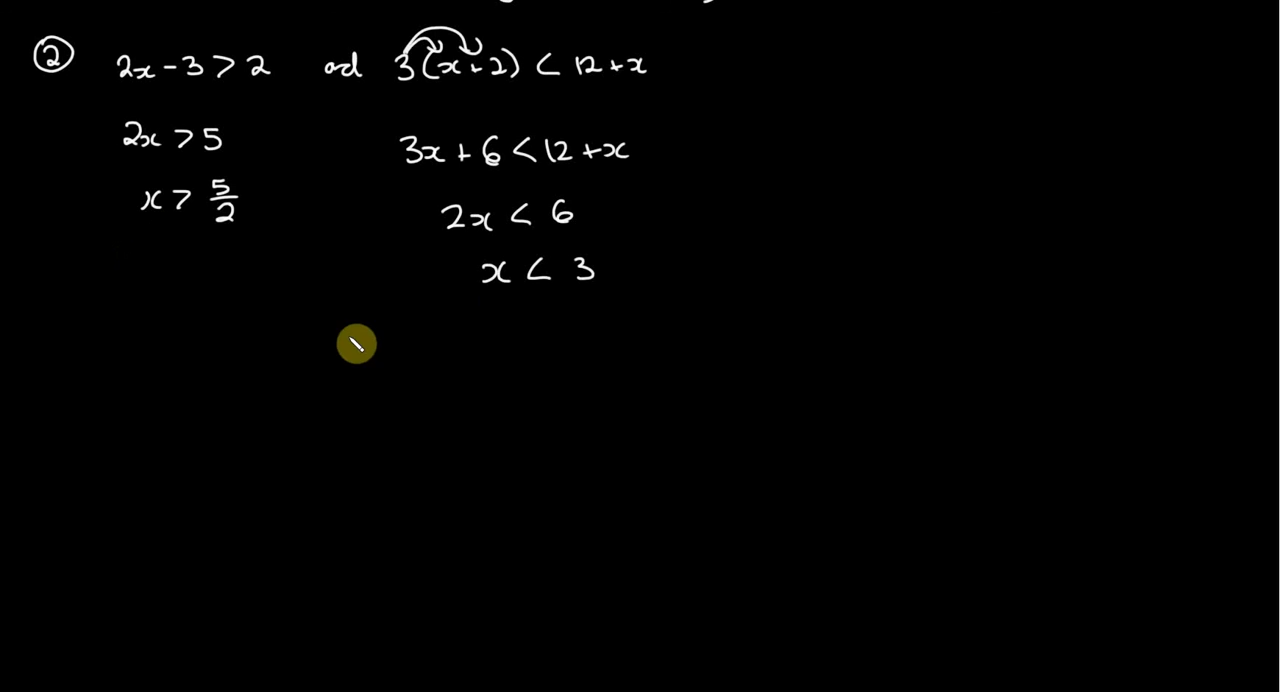 ② 2x - 3 > 2 and 3(x + 2) < 12 + x
2x > 5
3x + 6 < 12 + x
x > 5/2
2x < 6
x < 3